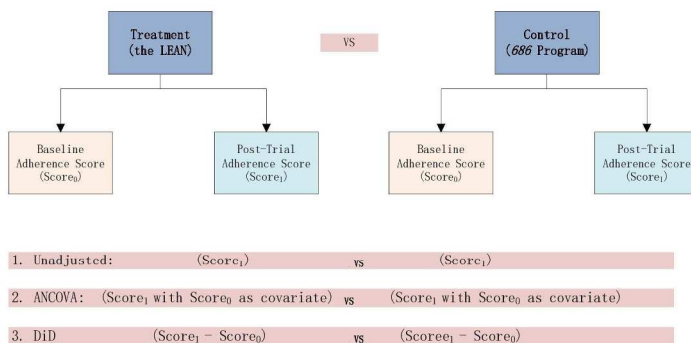 Treatment
(the LEAN)
VS
Control
(686 Program)
Baseline
Adherence Score
(Score₀)
Post-Trial
Adherence Score
(Score₁)
Baseline
Adherence Score
(Score₀)
Post-Trial
Adherence Score
(Score₁)
1. Unadjusted: (Score₁) vs (Score₁)
2. ANCOVA: (Score₁ with Score₀ as covariate) vs (Score₁ with Score₀ as covariate)
3. DiD (Score₁ - Score₀) vs (Scoree₁ - Score₀)